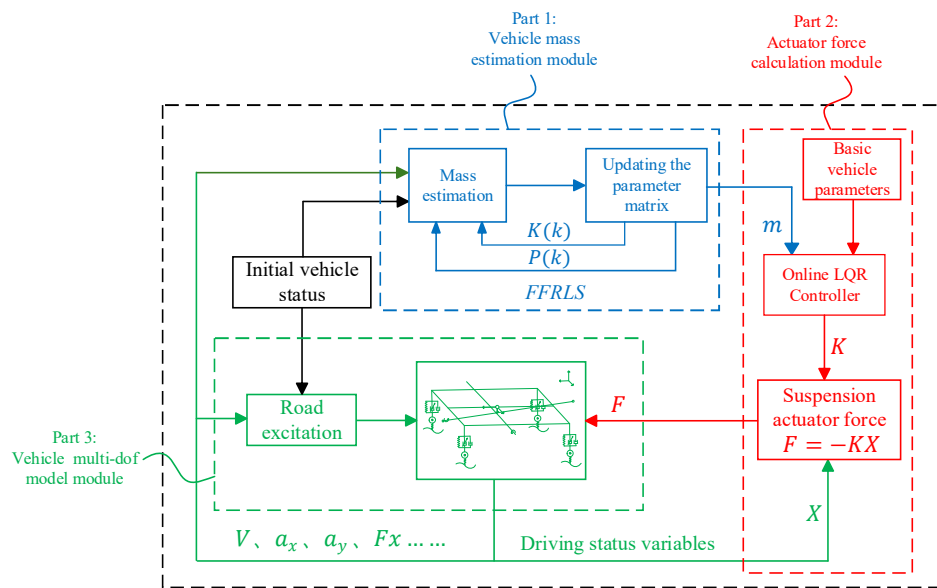 Part 1:
Vehicle mass
estimation module
Part 2:
Actuator force
calculation module
Mass
estimation
Updating the
parameter
matrix
Basic
vehicle
parameters
K(k)
P(k)
FFRLS
m
Initial vehicle
status
Online LQR
Controller
K
Road
excitation
F
Suspension
actuator force
F = −KX
Part 3:
Vehicle multi-dof
model module
X
V、aₓ、a_y、Fx … …
Driving status variables